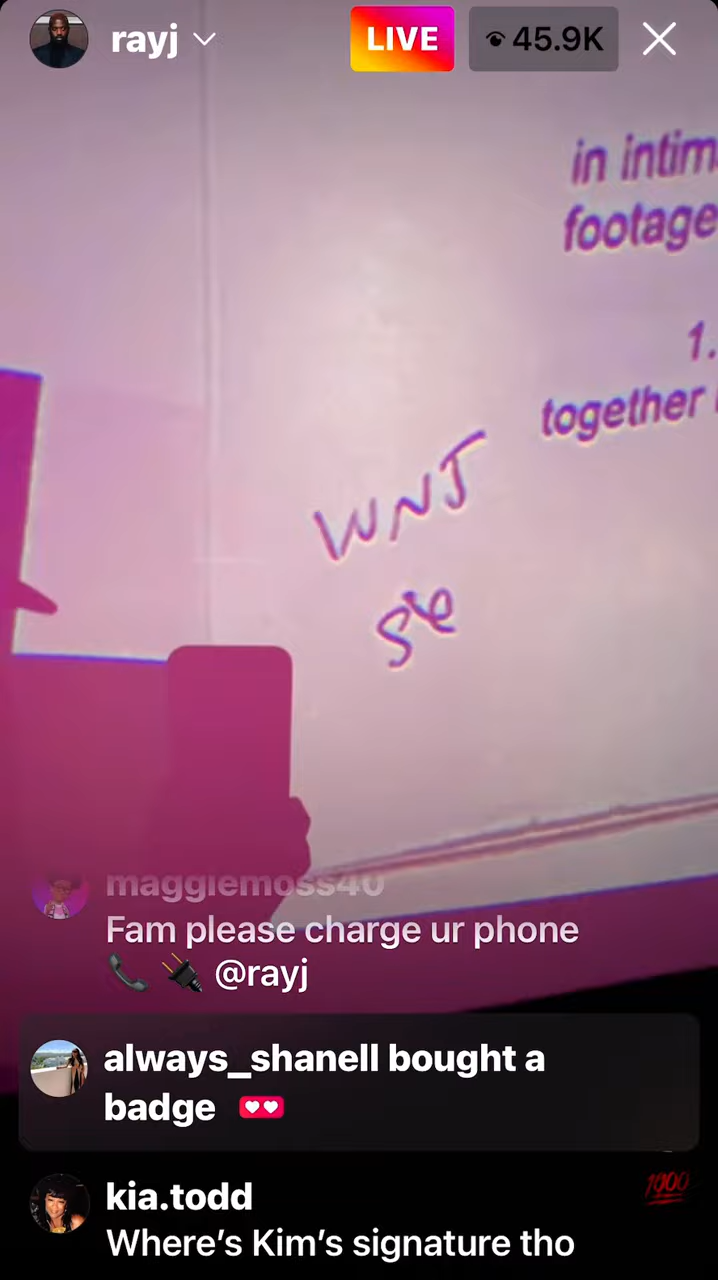 rayj
LIVE
45.9K
in intim
footage
1.
together
WNJ
maggiemoss40
Fam please charge ur phone
📞 🔌 @rayj
always_shanell bought a
badge
kia.todd
Where's Kim's signature tho